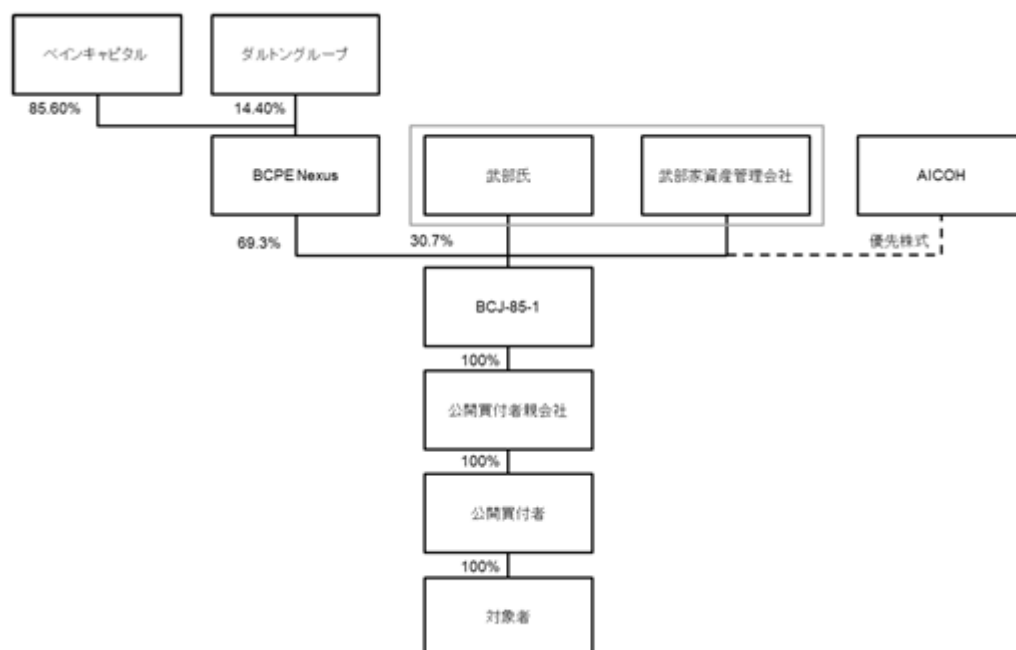 ベインキャピタル
ダルトングループ
85.60%
14.40%
BCPE Nexus
武部氏
武部家資産管理会社
AICOH
69.3%
30.7%
優先株式
BCJ-85-1
100%
公開買付者親会社
100%
公開買付者
100%
対象者